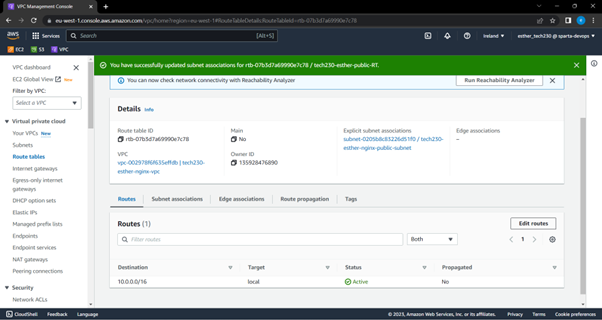 VPC Management Console
eu-west-1.console.aws.amazon.com/vpc/home?region=eu-west-1#RouteTableDetails:RouteTableId=rtb-07b3d7a69990e7c78
aws
Services
Search
[Alt+S]
Ireland
esther_tech230 @ sparta-devops
EC2
S3
VPC
VPC dashboard
EC2 Global View
New
Filter by VPC:
Select a VPC
Virtual private cloud
Your VPCs New
Subnets
Route tables
Internet gateways
Egress-only internet
gateways
DHCP option sets
Elastic IPs
Managed prefix lists
Endpoints
Endpoint services
NAT gateways
Peering connections
Security
Network ACLs
You have successfully updated subnet associations for rtb-07b3d7a69990e7c78 / tech230-esther-public-RT.
You can now check network connectivity with Reachability Analyzer
Run Reachability Analyzer
Details Info
Route table ID
rtb-07b3d7a69990e7c78
Main
No
Explicit subnet associations
subnet-0205b8c83226d51f0 / tech230-
esther-nginx-public-subnet
Edge associations
–
VPC
vpc-002978f6f635effdb | tech230-
esther-nginx-vpc
Owner ID
135928476890
Routes
Subnet associations
Edge associations
Route propagation
Tags
Routes (1)
Edit routes
Filter routes
Both
1
Destination
Target
Status
Propagated
10.0.0.0/16
local
Active
No
CloudShell
Feedback
Language
© 2023, Amazon Web Services, Inc. or its affiliates.
Privacy
Terms
Cookie preferences